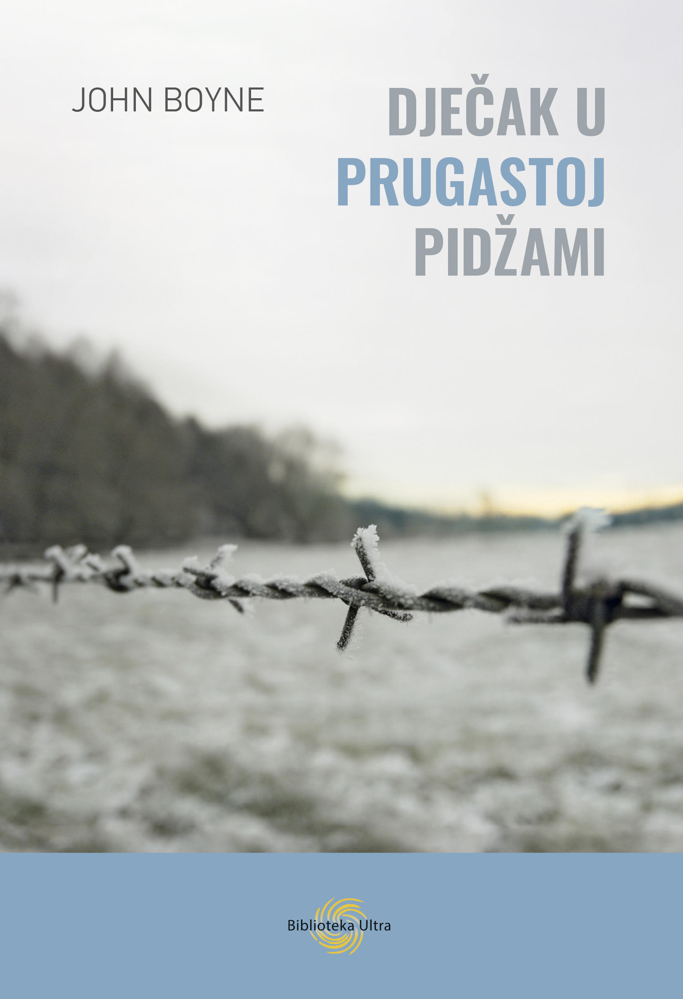 JOHN BOYNE
DJEČAK U
PRUGASTOJ
PIDŽAMI
Biblioteka Ultra